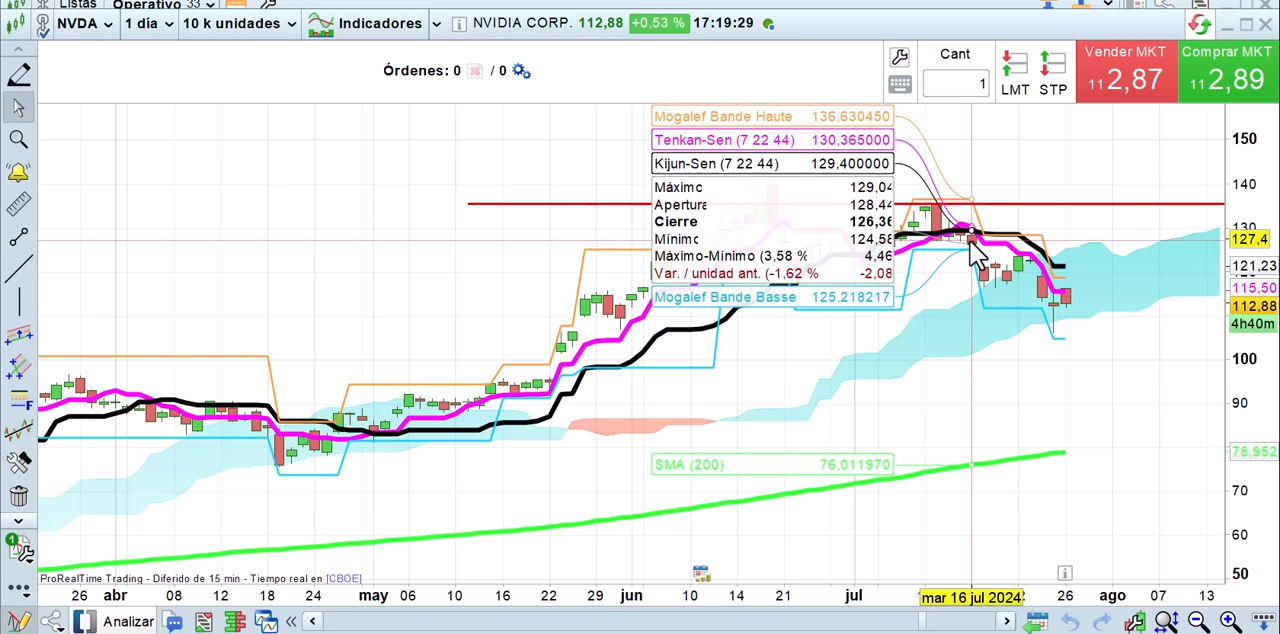 Listas Operativo 33
NVDA 1 día 10 k unidades Indicadores i NVIDIA CORP. 112,88 +0,53 % 17:19:29
Órdenes: 0 / 0
Cant
1
LMT STP
Vender MKT
11 2,87
Comprar MKT
11 2,89
Mogalef Bande Haute 136,630450
Tenkan-Sen (7 22 44) 130,365000
Kijun-Sen (7 22 44) 129,400000
Máximo 129,04
Apertura 128,44
Cierre 126,36
Mínimo 124,58
Máximo-Mínimo (3,58 % 4,46
Var. / unidad ant. (-1,62 % -2,08
Mogalef Bande Basse 125,218217
SMA (200) 76,011970
150
140
130
127,4
121,23
115,50
112,88
4h40m
100
90
78,952
70
60
50
ProRealTime Trading - Diferido de 15 min - Tiempo real en [CBOE]
26 abr 08 12 18 24 may 06 10 16 22 29 jun 10 14 21 jul mar 16 jul 2024 26 ago 07 13
Analizar